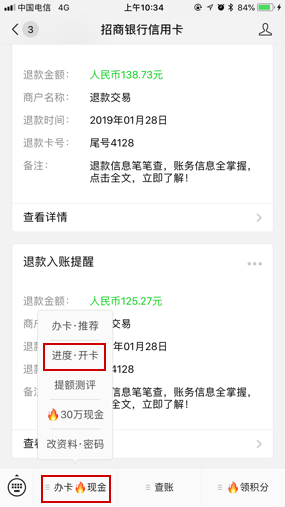 中国电信 4G 上午10:34 84%
3 招商银行信用卡
退款金额： 人民币138.73元
商户名称： 退款交易
退款时间： 2019年01月28日
退款卡号： 尾号4128
备注： 退款信息笔笔查，账务信息全掌握，
点击全文，立即了解！
查看详情
退款入账提醒
退款金额： 人民币125.27元
商户 交易
办卡·推荐
年01月28日
进度·开卡
4128
提额测评
备注 退款信息笔笔查，账务信息全掌握，
点击全文，立即了解！
30万现金
查看
改资料·密码
办卡 现金 查账 领积分